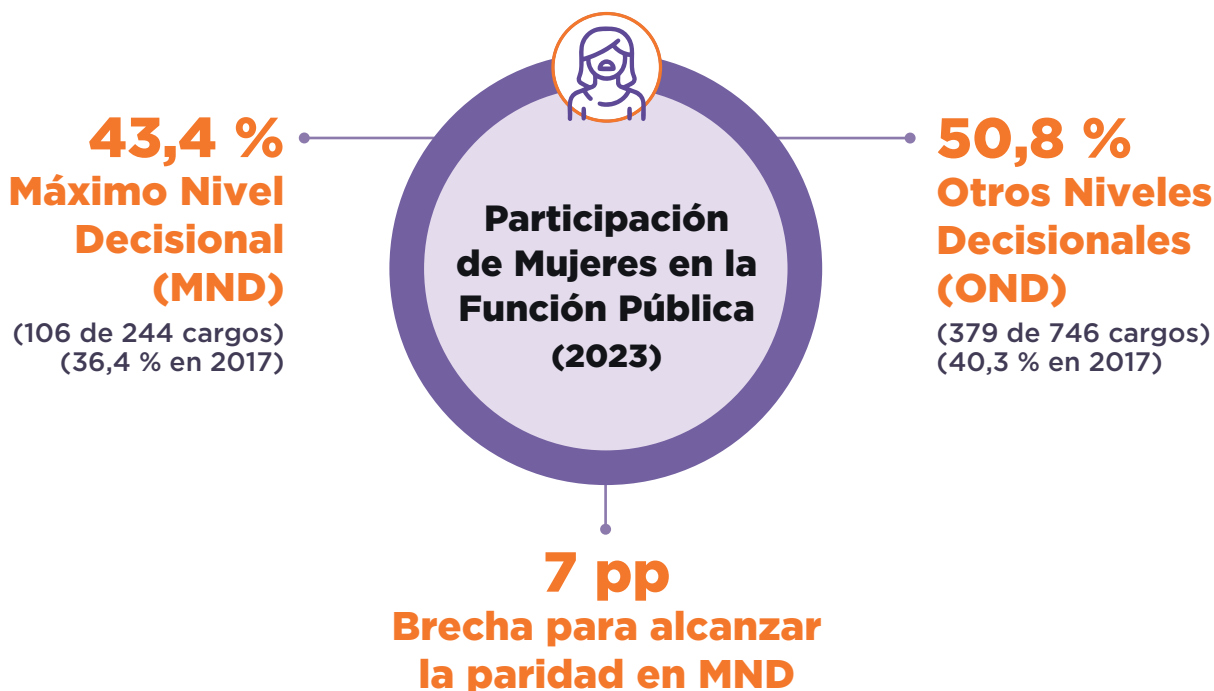 43,4 %
Máximo Nivel
Decisional
(MND)
(106 de 244 cargos)
(36,4 % en 2017)
Participación
de Mujeres en la
Función Pública
(2023)
50,8 %
Otros Niveles
Decisionales
(OND)
(379 de 746 cargos)
(40,3 % en 2017)
7 pp
Brecha para alcanzar
la paridad en MND